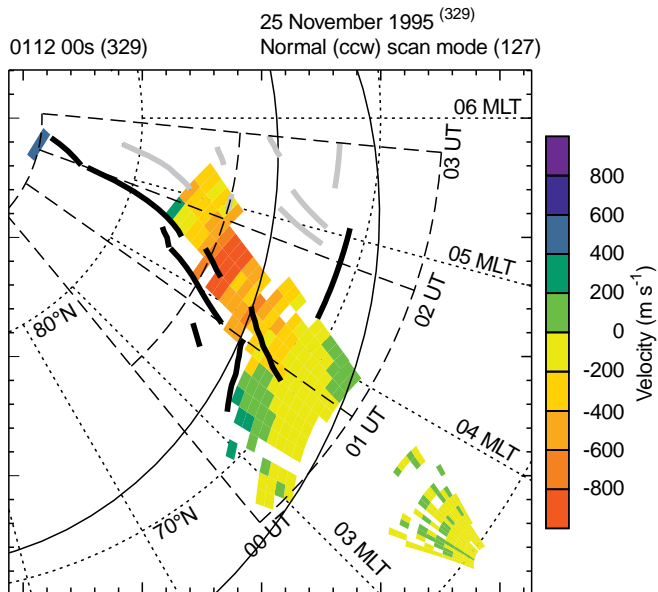 25 November 1995 (329)
0112 00s (329)
Normal (ccw) scan mode (127)
06 MLT
03 UT
05 MLT
02 UT
80°N
04 MLT
01 UT
70°N
00 UT
03 MLT
800
600
400
200
0
-200
-400
-600
-800
Velocity (m s-1)